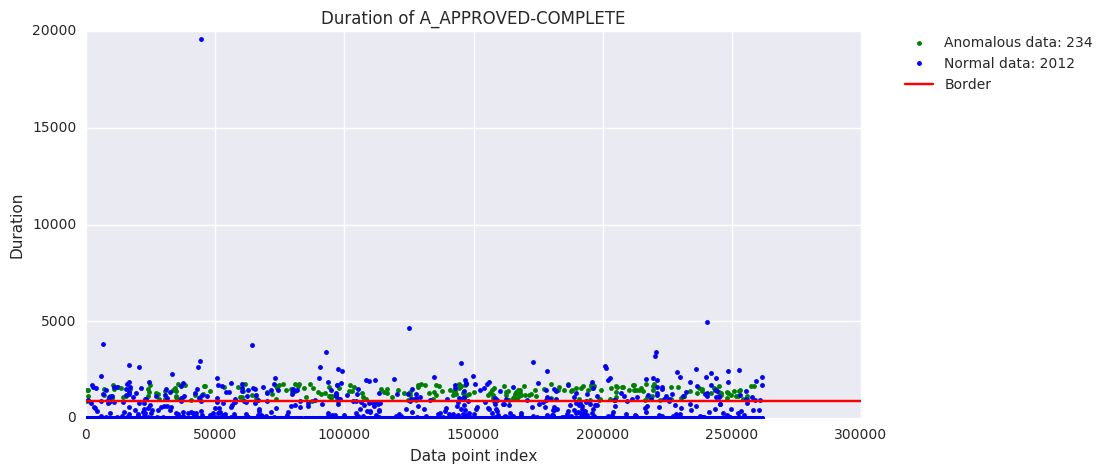 Duration of A_APPROVED-COMPLETE
20000
15000
10000
5000
0
Duration
0 50000 100000 150000 200000 250000 300000
Data point index
Anomalous data: 234
Normal data: 2012
Border